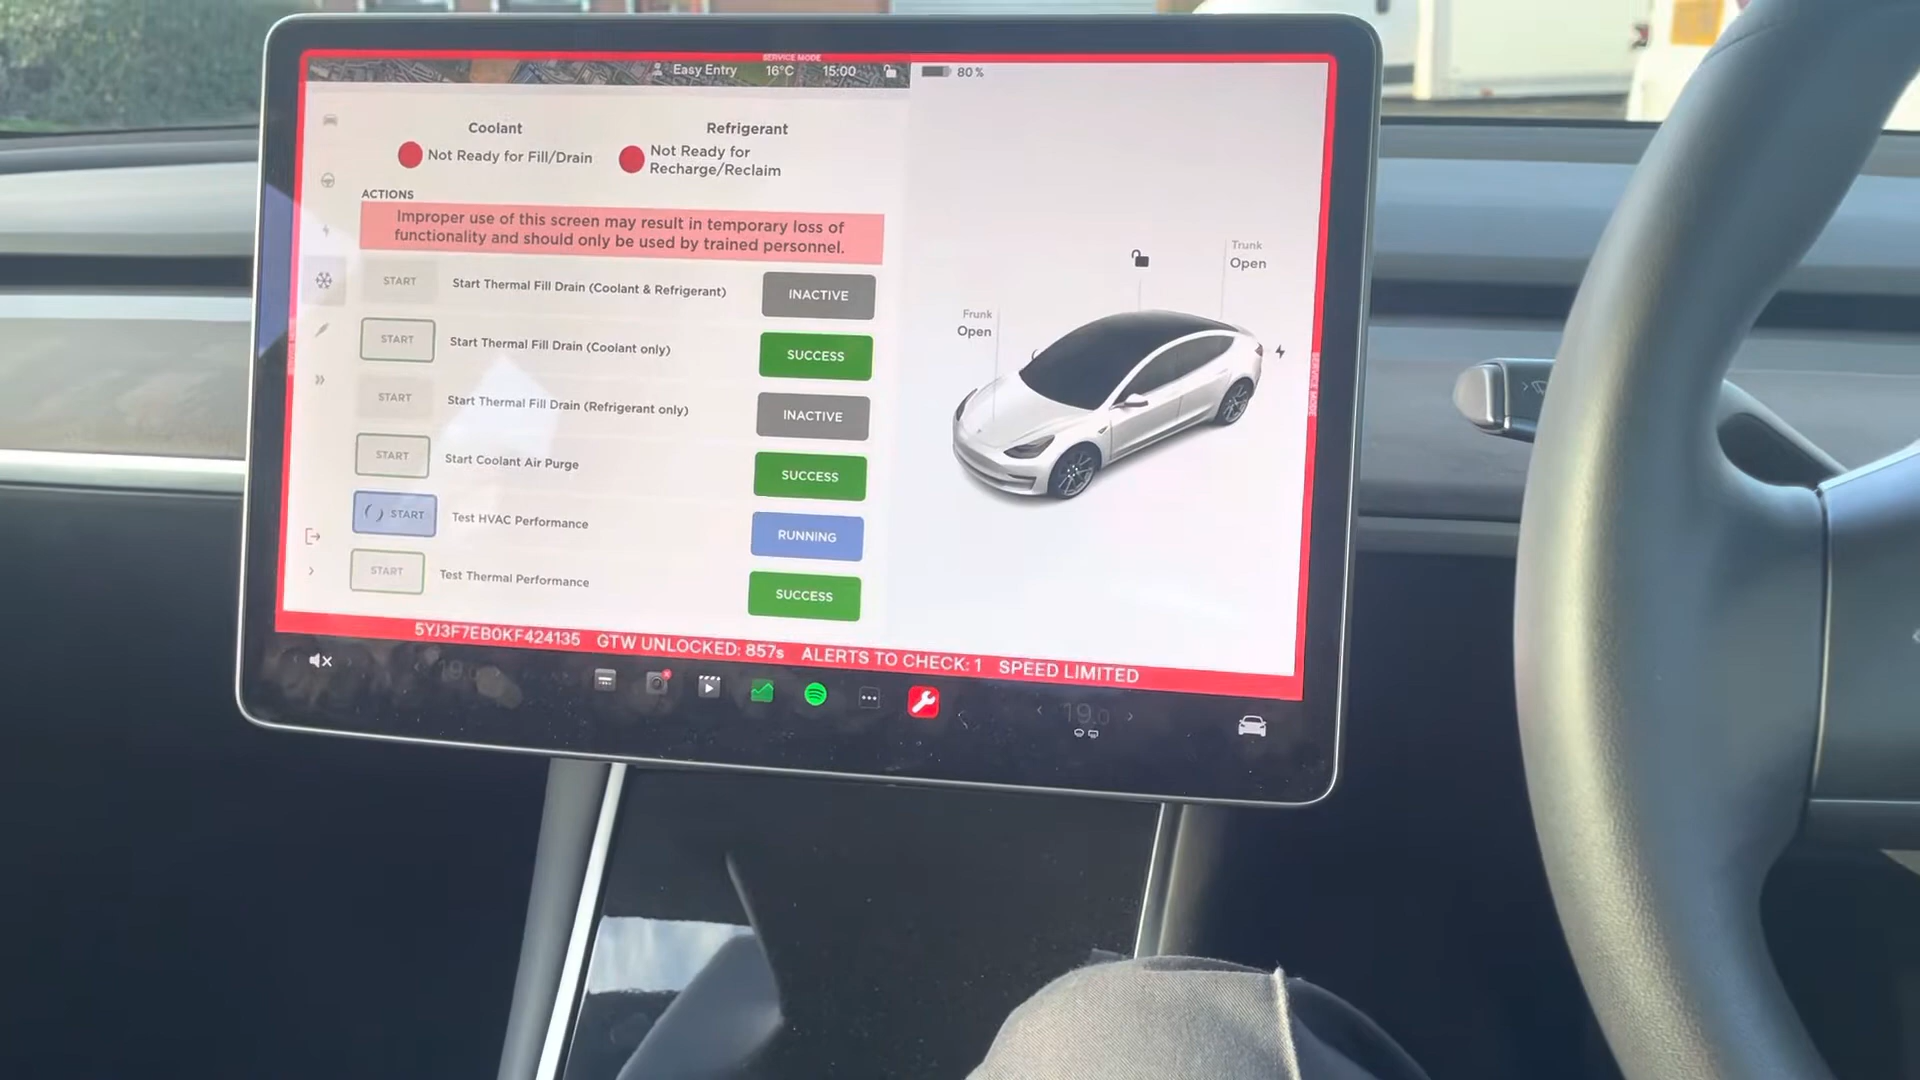 SERVICE MODE
Easy Entry 16°C 15:00 80 %
Coolant
Not Ready for Fill/Drain
Refrigerant
Not Ready for
Recharge/Reclaim
ACTIONS
Improper use of this screen may result in temporary loss of
functionality and should only be used by trained personnel.
START Start Thermal Fill Drain (Coolant & Refrigerant) INACTIVE
START Start Thermal Fill Drain (Coolant only) SUCCESS
START Start Thermal Fill Drain (Refrigerant only) INACTIVE
START Start Coolant Air Purge SUCCESS
START Test HVAC Performance RUNNING
START Test Thermal Performance SUCCESS
Trunk
Open
Frunk
Open
SERVICE MODE
5YJ3F7EB0KF424135 GTW UNLOCKED: 857s ALERTS TO CHECK: 1 SPEED LIMITED
19.0